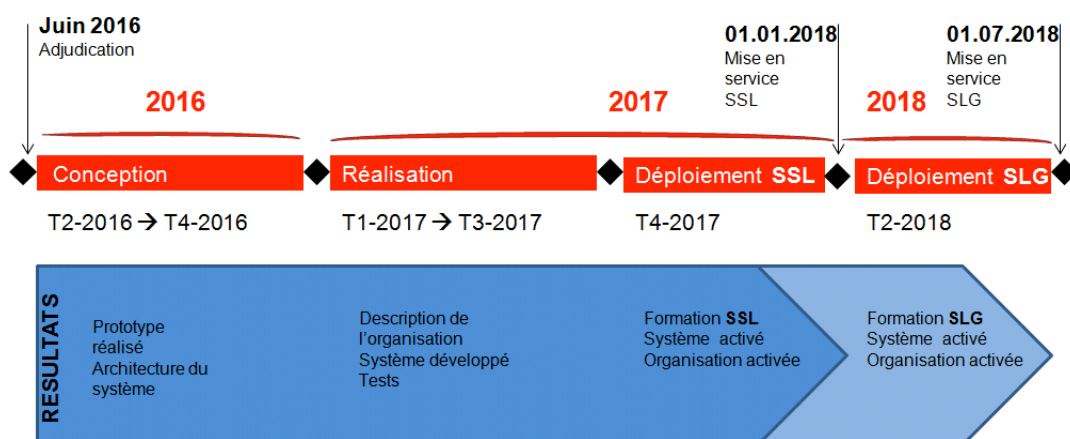 Juin 2016
Adjudication
01.01.2018
Mise en
service
SSL
01.07.2018
Mise en
service
SLG
2016
2017
2018
Conception
Réalisation
Déploiement SSL
Déploiement SLG
T2-2016 → T4-2016
T1-2017 → T3-2017
T4-2017
T2-2018
RESULTATS
Prototype
réalisé
Architecture du
système
Description de
l'organisation
Système développé
Tests
Formation SSL
Système activé
Organisation activée
Formation SLG
Système activé
Organisation activée